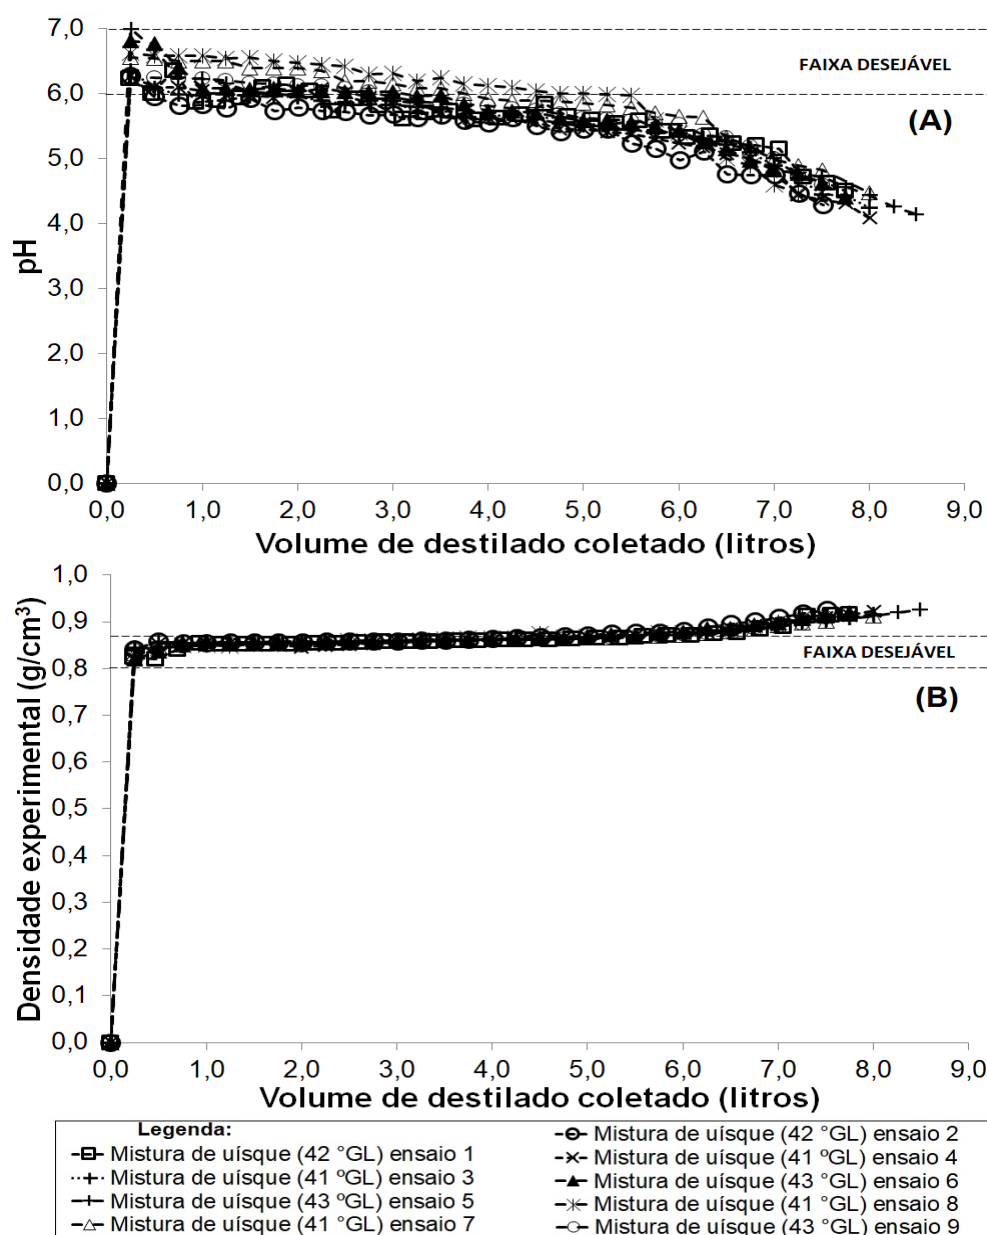 7,0
6,0
5,0
4,0
3,0
2,0
1,0
0,0
pH
FAIXA DESEJÁVEL
(A)
0,0 1,0 2,0 3,0 4,0 5,0 6,0 7,0 8,0 9,0
Volume de destilado coletado (litros)
1,0
0,9
0,8
0,7
0,6
0,5
0,4
0,3
0,2
0,1
0,0
Densidade experimental (g/cm³)
FAIXA DESEJÁVEL
(B)
0,0 1,0 2,0 3,0 4,0 5,0 6,0 7,0 8,0 9,0
Volume de destilado coletado (litros)
Legenda:
Mistura de uísque (42 °GL) ensaio 1
Mistura de uísque (42 °GL) ensaio 2
Mistura de uísque (41 °GL) ensaio 3
Mistura de uísque (41 ºGL) ensaio 4
Mistura de uísque (43 ºGL) ensaio 5
Mistura de uísque (43 °GL) ensaio 6
Mistura de uísque (41 °GL) ensaio 7
Mistura de uísque (41 °GL) ensaio 8
Mistura de uísque (43 °GL) ensaio 9